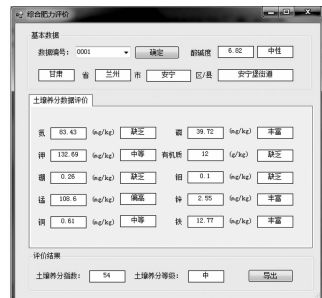 综合肥力评价
基本数据
数据编号: 0001 确定 酸碱度 6.82 中性
甘肃 省 兰州 市 安宁 区/县 安宁堡街道
土壤养分数据评价
氮 83.43 (mg/kg) 缺乏 磷 39.72 (mg/kg) 丰富
钾 132.69 (mg/kg) 中等 有机质 12 (g/kg) 缺乏
硼 0.26 (mg/kg) 缺乏 钼 0.1 (mg/kg) 缺乏
锰 108.6 (mg/kg) 偏高 锌 2.55 (mg/kg) 丰富
铜 0.61 (mg/kg) 中等 铁 12.77 (mg/kg) 丰富
评价结果
土壤养分指数: 54 土壤养分等级: 中 导出